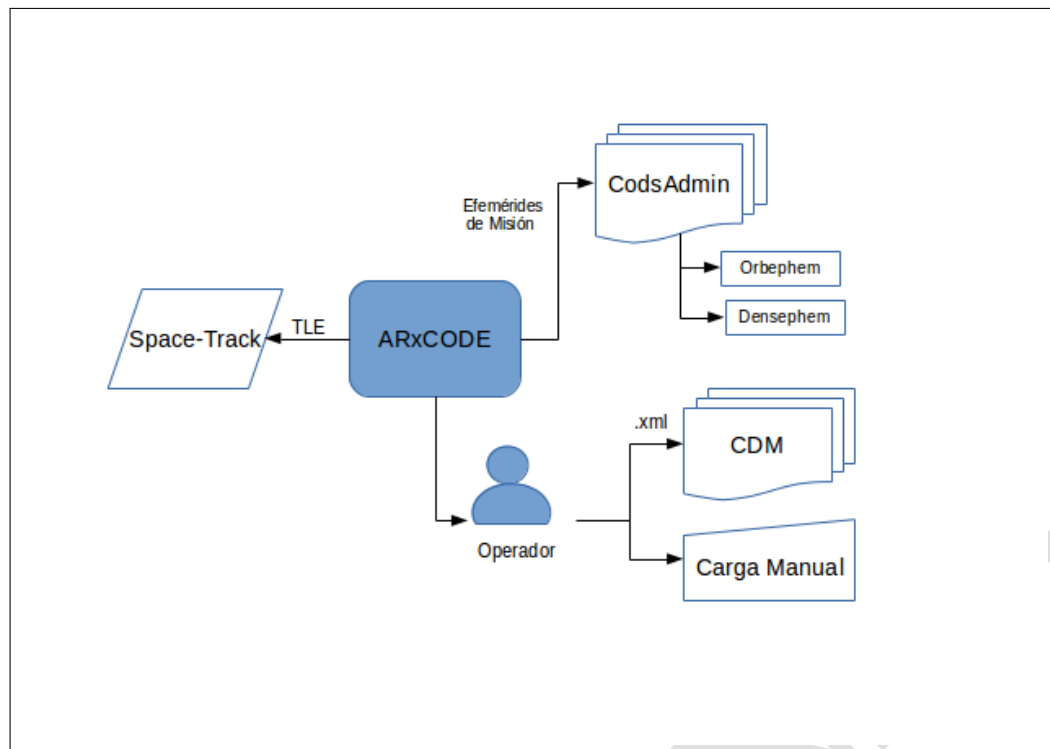 CodsAdmin
Efemérides
de Misión
Orbephem
Densephem
Space-Track
TLE
ARxCODE
.xml
CDM
Operador
Carga Manual